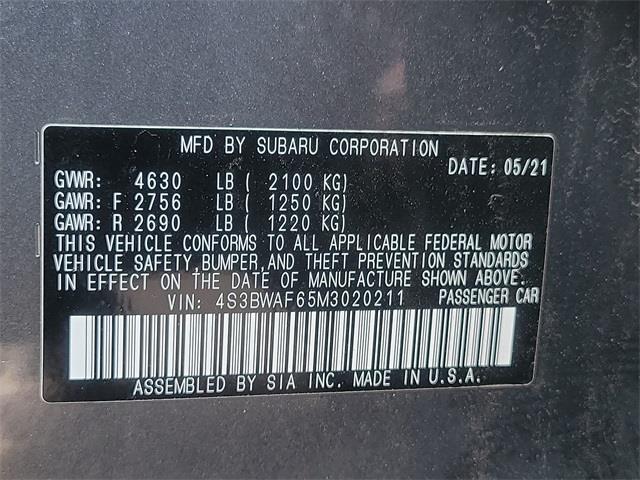 MFD BY SUBARU CORPORATION
DATE: 05/21
GVWR: 4630 LB ( 2100 KG)
GAWR: F 2756 LB ( 1250 KG)
GAWR: R 2690 LB ( 1220 KG)
THIS VEHICLE CONFORMS TO ALL APPLICABLE FEDERAL MOTOR
VEHICLE SAFETY,BUMPER,AND THEFT PREVENTION STANDARDS
IN EFFECT ON THE DATE OF MANUFACTURE SHOWN ABOVE.
VIN: 4S3BWAF65M3020211 PASSENGER CAR
ASSEMBLED BY SIA INC. MADE IN U.S.A.